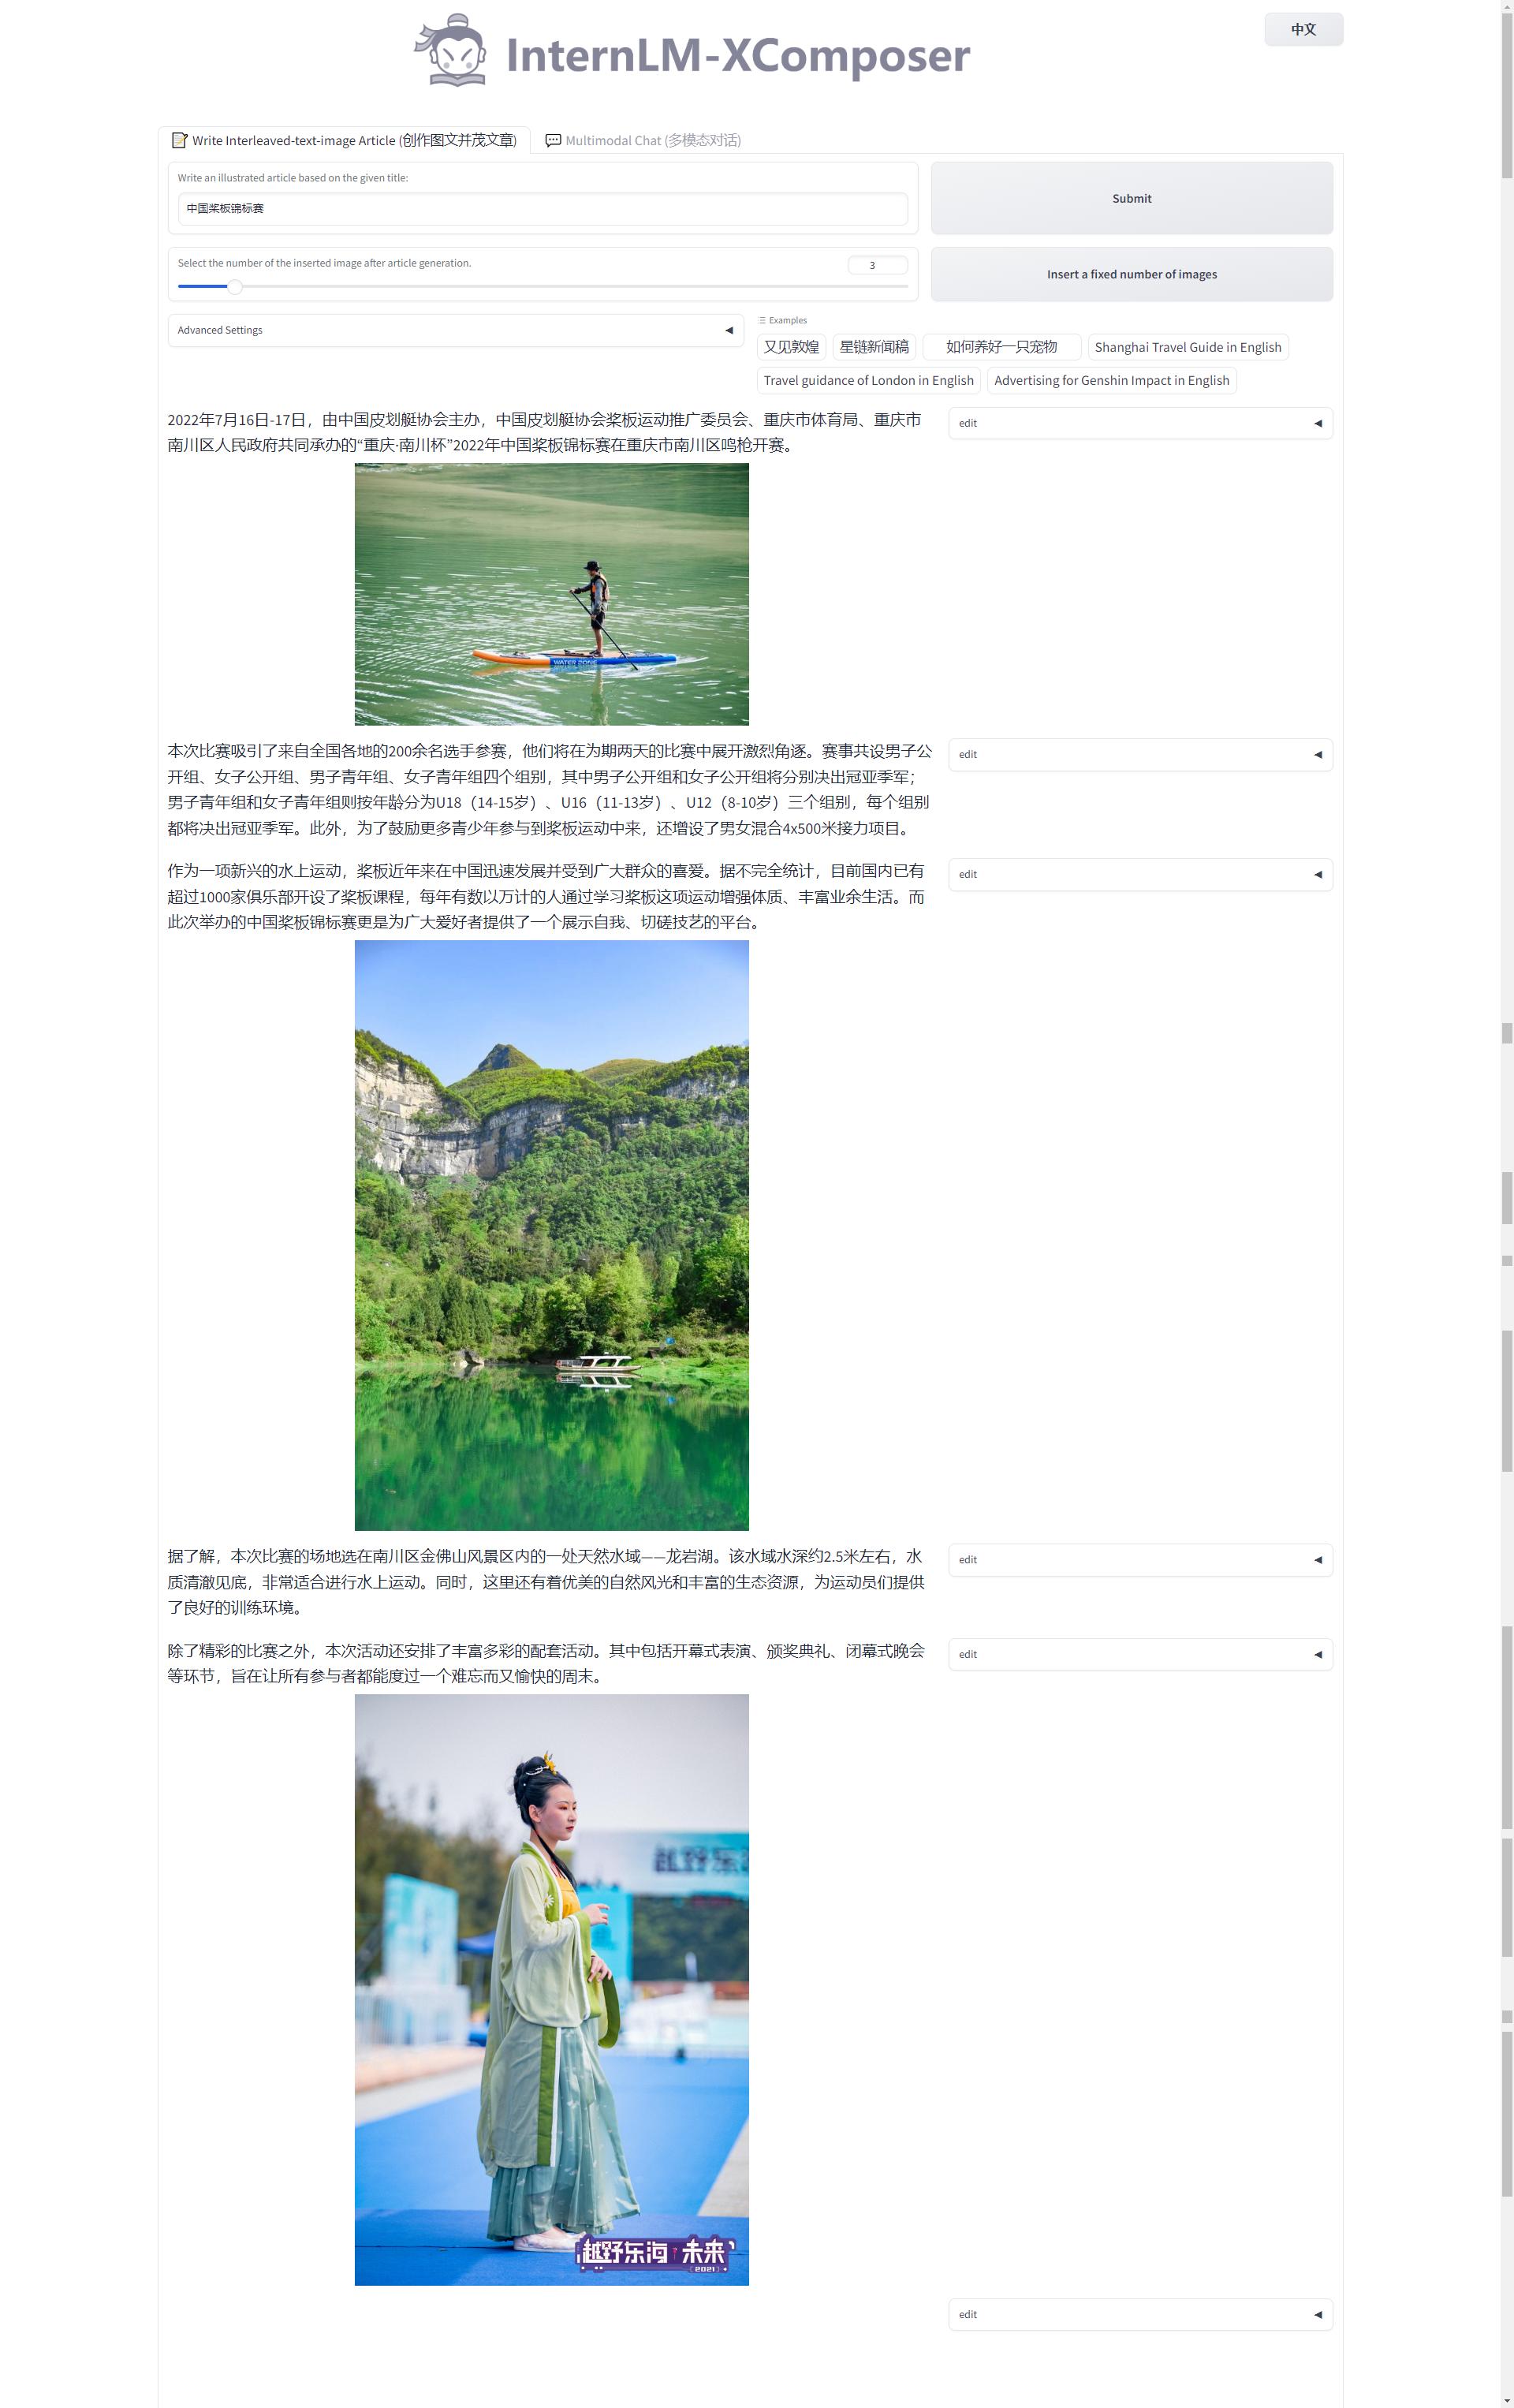 InternLM-XComposer
中文
Write Interleaved-text-image Article (创作图文并茂文章)
Multimodal Chat (多模态对话)
Write an illustrated article based on the given title:
中国桨板锦标赛
Submit
Select the number of the inserted image after article generation.
3
Insert a fixed number of images
Advanced Settings
Examples
又见敦煌
星链新闻稿
如何养好一只宠物
Shanghai Travel Guide in English
Travel guidance of London in English
Advertising for Genshin Impact in English
2022年7月16日-17日，由中国皮划艇协会主办，中国皮划艇协会桨板运动推广委员会、重庆市体育局、重庆市
南川区人民政府共同承办的“重庆·南川杯”2022年中国桨板锦标赛在重庆市南川区鸣枪开赛。
edit
WATER ZONE
本次比赛吸引了来自全国各地的200余名选手参赛，他们将在为期两天的比赛中展开激烈角逐。赛事共设男子公
开组、女子公开组、男子青年组、女子青年组四个组别，其中男子公开组和女子公开组将分别决出冠亚季军；
男子青年组和女子青年组则按年龄分为U18（14-15岁）、U16（11-13岁）、U12（8-10岁）三个组别，每个组别
都将决出冠亚季军。此外，为了鼓励更多青少年参与到桨板运动中来，还增设了男女混合4x500米接力项目。
edit
作为一项新兴的水上运动，桨板近年来在中国迅速发展并受到广大群众的喜爱。据不完全统计，目前国内已有
超过1000家俱乐部开设了桨板课程，每年有数以万计的人通过学习桨板这项运动增强体质、丰富业余生活。而
此次举办的中国桨板锦标赛更是为广大爱好者提供了一个展示自我、切磋技艺的平台。
edit
据了解，本次比赛的场地选在南川区金佛山风景区内的一处天然水域——龙岩湖。该水域水深约2.5米左右，水
质清澈见底，非常适合进行水上运动。同时，这里还有着优美的自然风光和丰富的生态资源，为运动员们提供
了良好的训练环境。
edit
除了精彩的比赛之外，本次活动还安排了丰富多彩的配套活动。其中包括开幕式表演、颁奖典礼、闭幕式晚会
等环节，旨在让所有参与者都能度过一个难忘而又愉快的周末。
edit
越野东海 未来
2021
edit